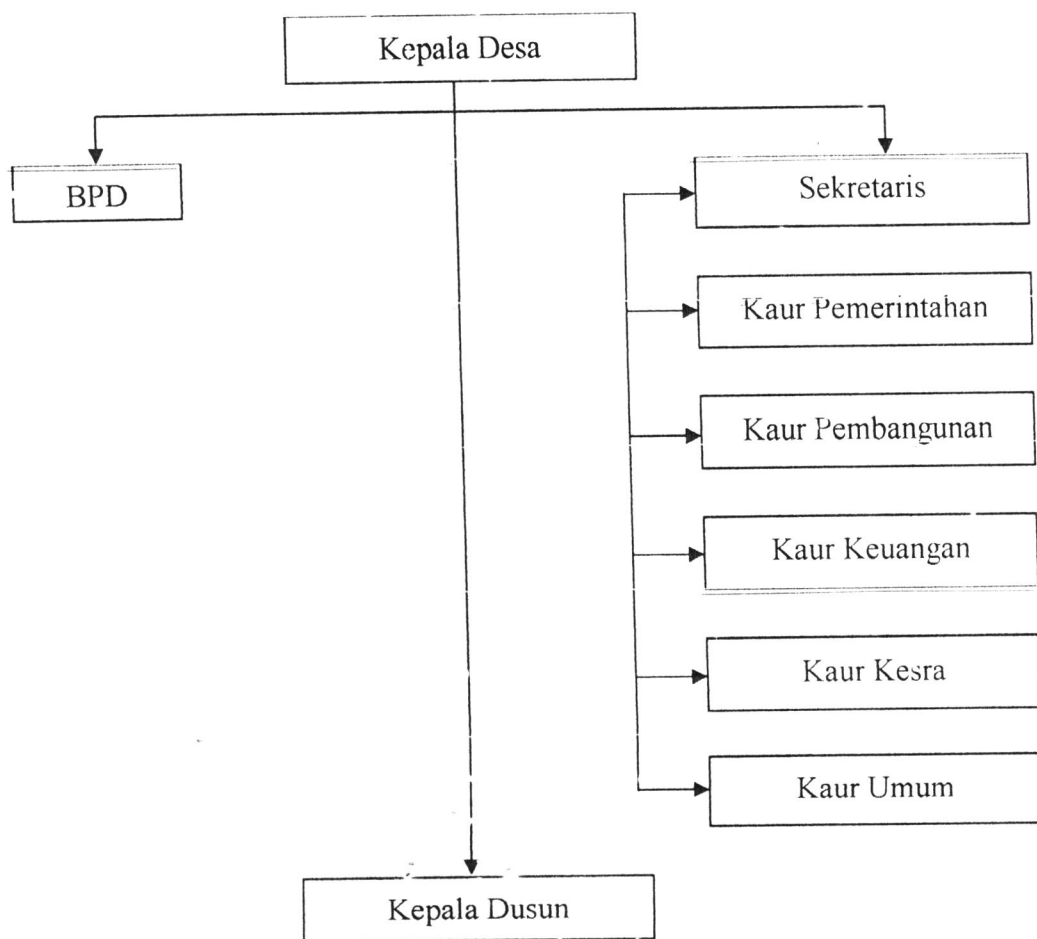 Kepala Desa
BPD
Sekretaris
Kaur Pemerintahan
Kaur Pembangunan
Kaur Keuangan
Kaur Kesra
Kaur Umum
Kepala Dusun